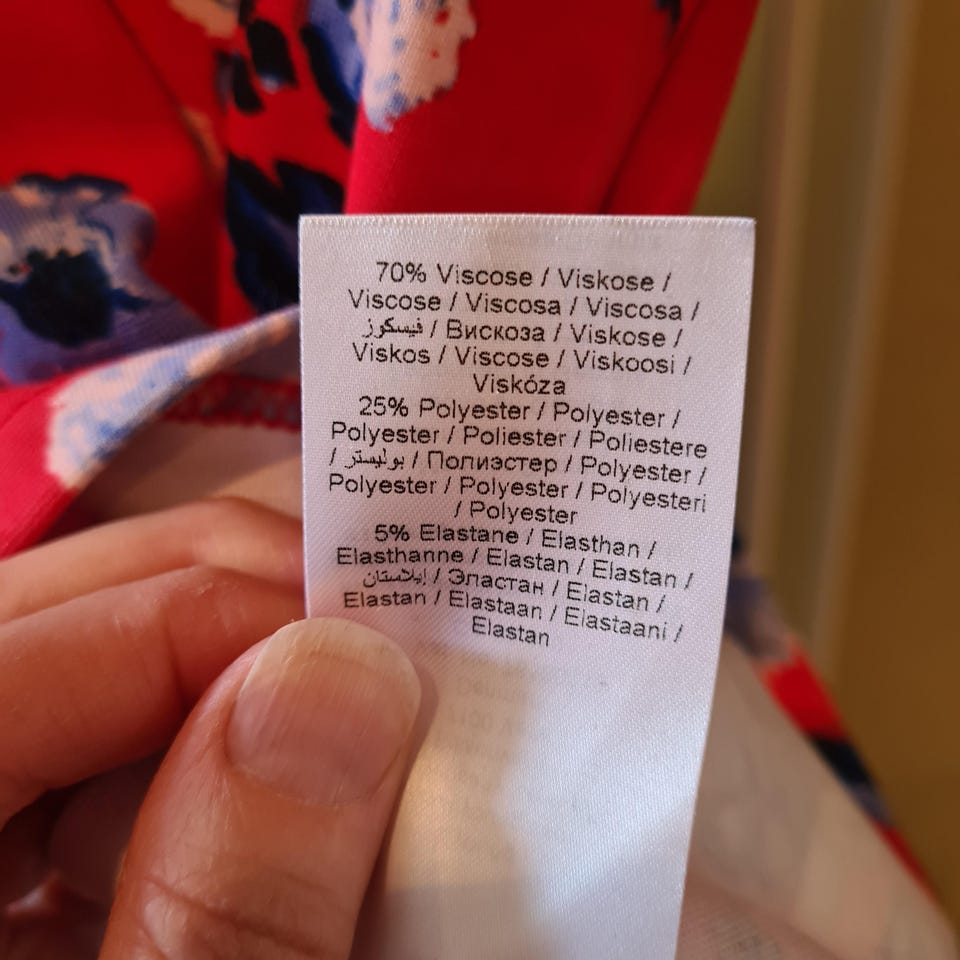 70% Viscose / Viskose /
Viscose / Viscosa / Viscosa /
فيسكوز / Вискоза / Viskose /
Viskos / Viscose / Viskoosi /
Viskóza
25% Polyester / Polyester /
Polyester / Poliester / Poliestere
/ بوليستر / Полиэстер / Polyester /
Polyester / Polyester / Polyesteri
/ Polyester
5% Elastane / Elasthan /
Elasthanne / Elastan / Elastan /
إيلاستان / Эластан / Elastan /
Elastan / Elastaan / Elastaani /
Elastan